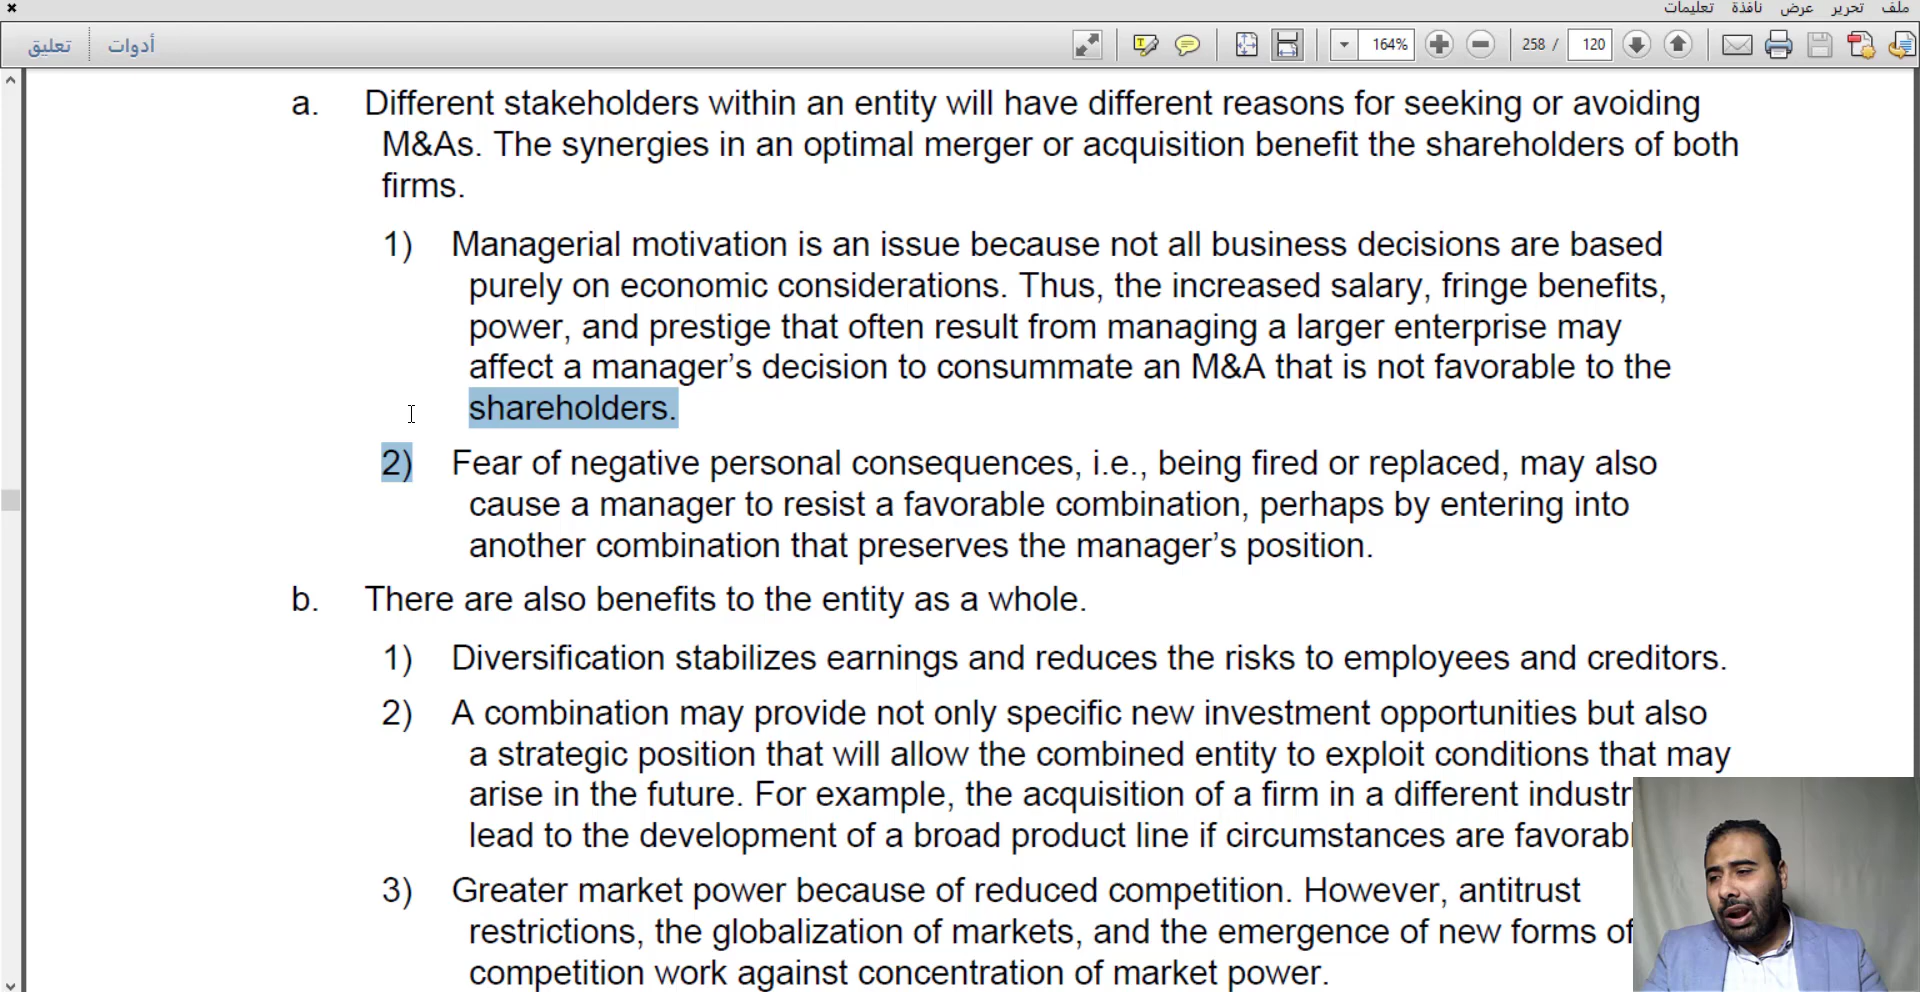 ملف تحرير عرض نافذة تعليمات
120 / 258 164% أدوات تعليق
a. Different stakeholders within an entity will have different reasons for seeking or avoiding
M&As. The synergies in an optimal merger or acquisition benefit the shareholders of both
firms.
1) Managerial motivation is an issue because not all business decisions are based
purely on economic considerations. Thus, the increased salary, fringe benefits,
power, and prestige that often result from managing a larger enterprise may
affect a manager’s decision to consummate an M&A that is not favorable to the
shareholders.
2) Fear of negative personal consequences, i.e., being fired or replaced, may also
cause a manager to resist a favorable combination, perhaps by entering into
another combination that preserves the manager’s position.
b. There are also benefits to the entity as a whole.
1) Diversification stabilizes earnings and reduces the risks to employees and creditors.
2) A combination may provide not only specific new investment opportunities but also
a strategic position that will allow the combined entity to exploit conditions that may
arise in the future. For example, the acquisition of a firm in a different
lead to the development of a broad product line if circumstances are
3) Greater market power because of reduced competition. However, antitrust
restrictions, the globalization of markets, and the emergence of new forms of
competition work against concentration of market power.